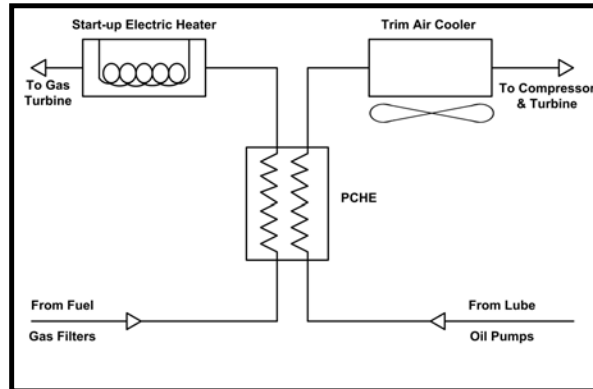 Start-up Electric Heater
Trim Air Cooler
To Gas
Turbine
To Compressor
& Turbine
PCHE
From Fuel
Gas Filters
From Lube
Oil Pumps